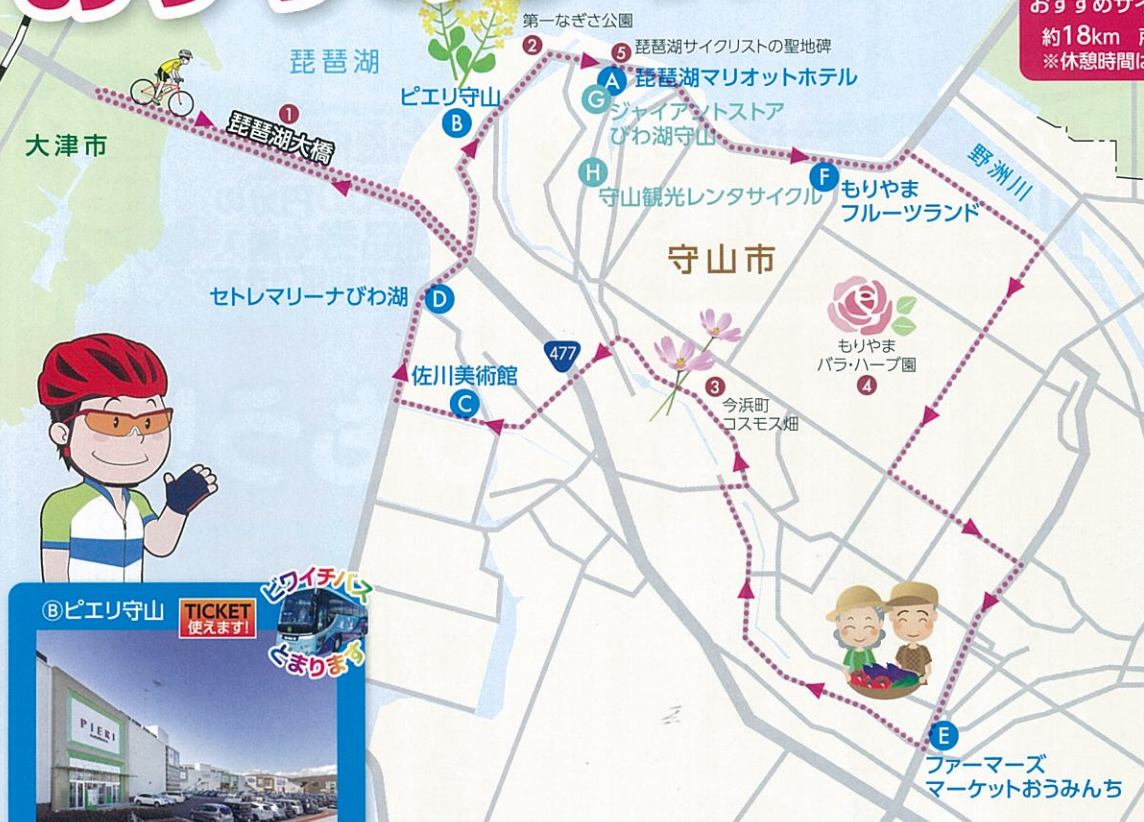 おすすめサイ
約18km
※休憩時間は
第一なぎさ公園
2
5
琵琶湖サイクリストの聖地碑
琵琶湖
A
琵琶湖マリオットホテル
ピエリ守山
B
G
ジャイアントストア
びわ湖守山
1
琵琶湖大橋
大津市
H
守山観光レンタサイクル
F
もりやま
フルーツランド
野洲川
守山市
セトレマリーナびわ湖
D
477
もりやま
バラ・ハーブ園
4
佐川美術館
C
3
今浜町
コスモス畑
Bピエリ守山
TICKET
使えます!
ビワイチバス
とまります
PIERI
E
ファーマーズ
マーケットおうみんち